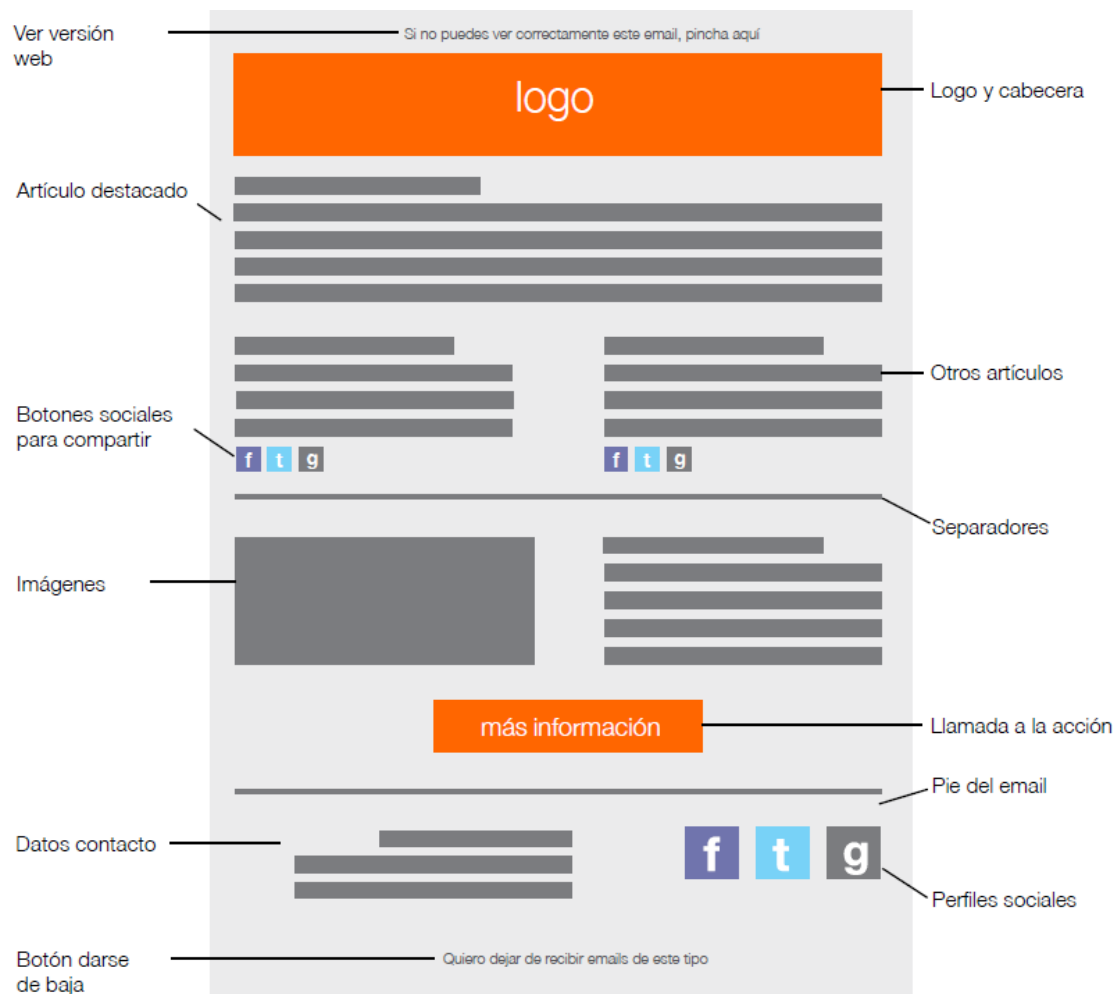 Ver versión
web
Si no puedes ver correctamente este email, pincha aquí
logo
Logo y cabecera
Artículo destacado
Otros artículos
Botones sociales
para compartir
f t g
f t g
Separadores
Imágenes
más información
Llamada a la acción
Pie del email
Datos contacto
f t g
Perfiles sociales
Botón darse
de baja
Quiero dejar de recibir emails de este tipo